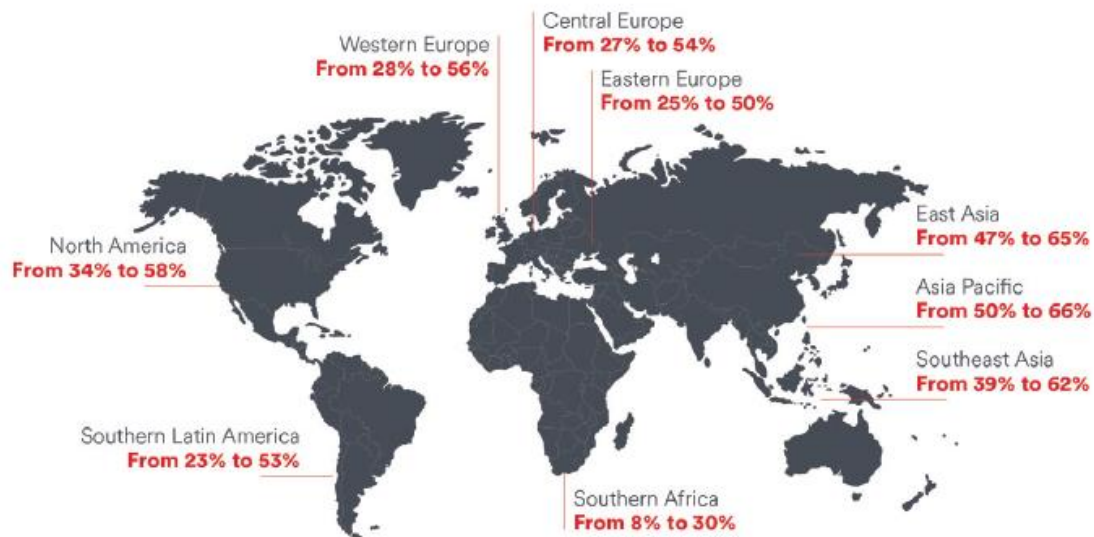 Central Europe
From 27% to 54%
Western Europe
From 28% to 56%
Eastern Europe
From 25% to 50%
East Asia
From 47% to 65%
North America
From 34% to 58%
Asia Pacific
From 50% to 66%
Southeast Asia
From 39% to 62%
Southern Latin America
From 23% to 53%
Southern Africa
From 8% to 30%